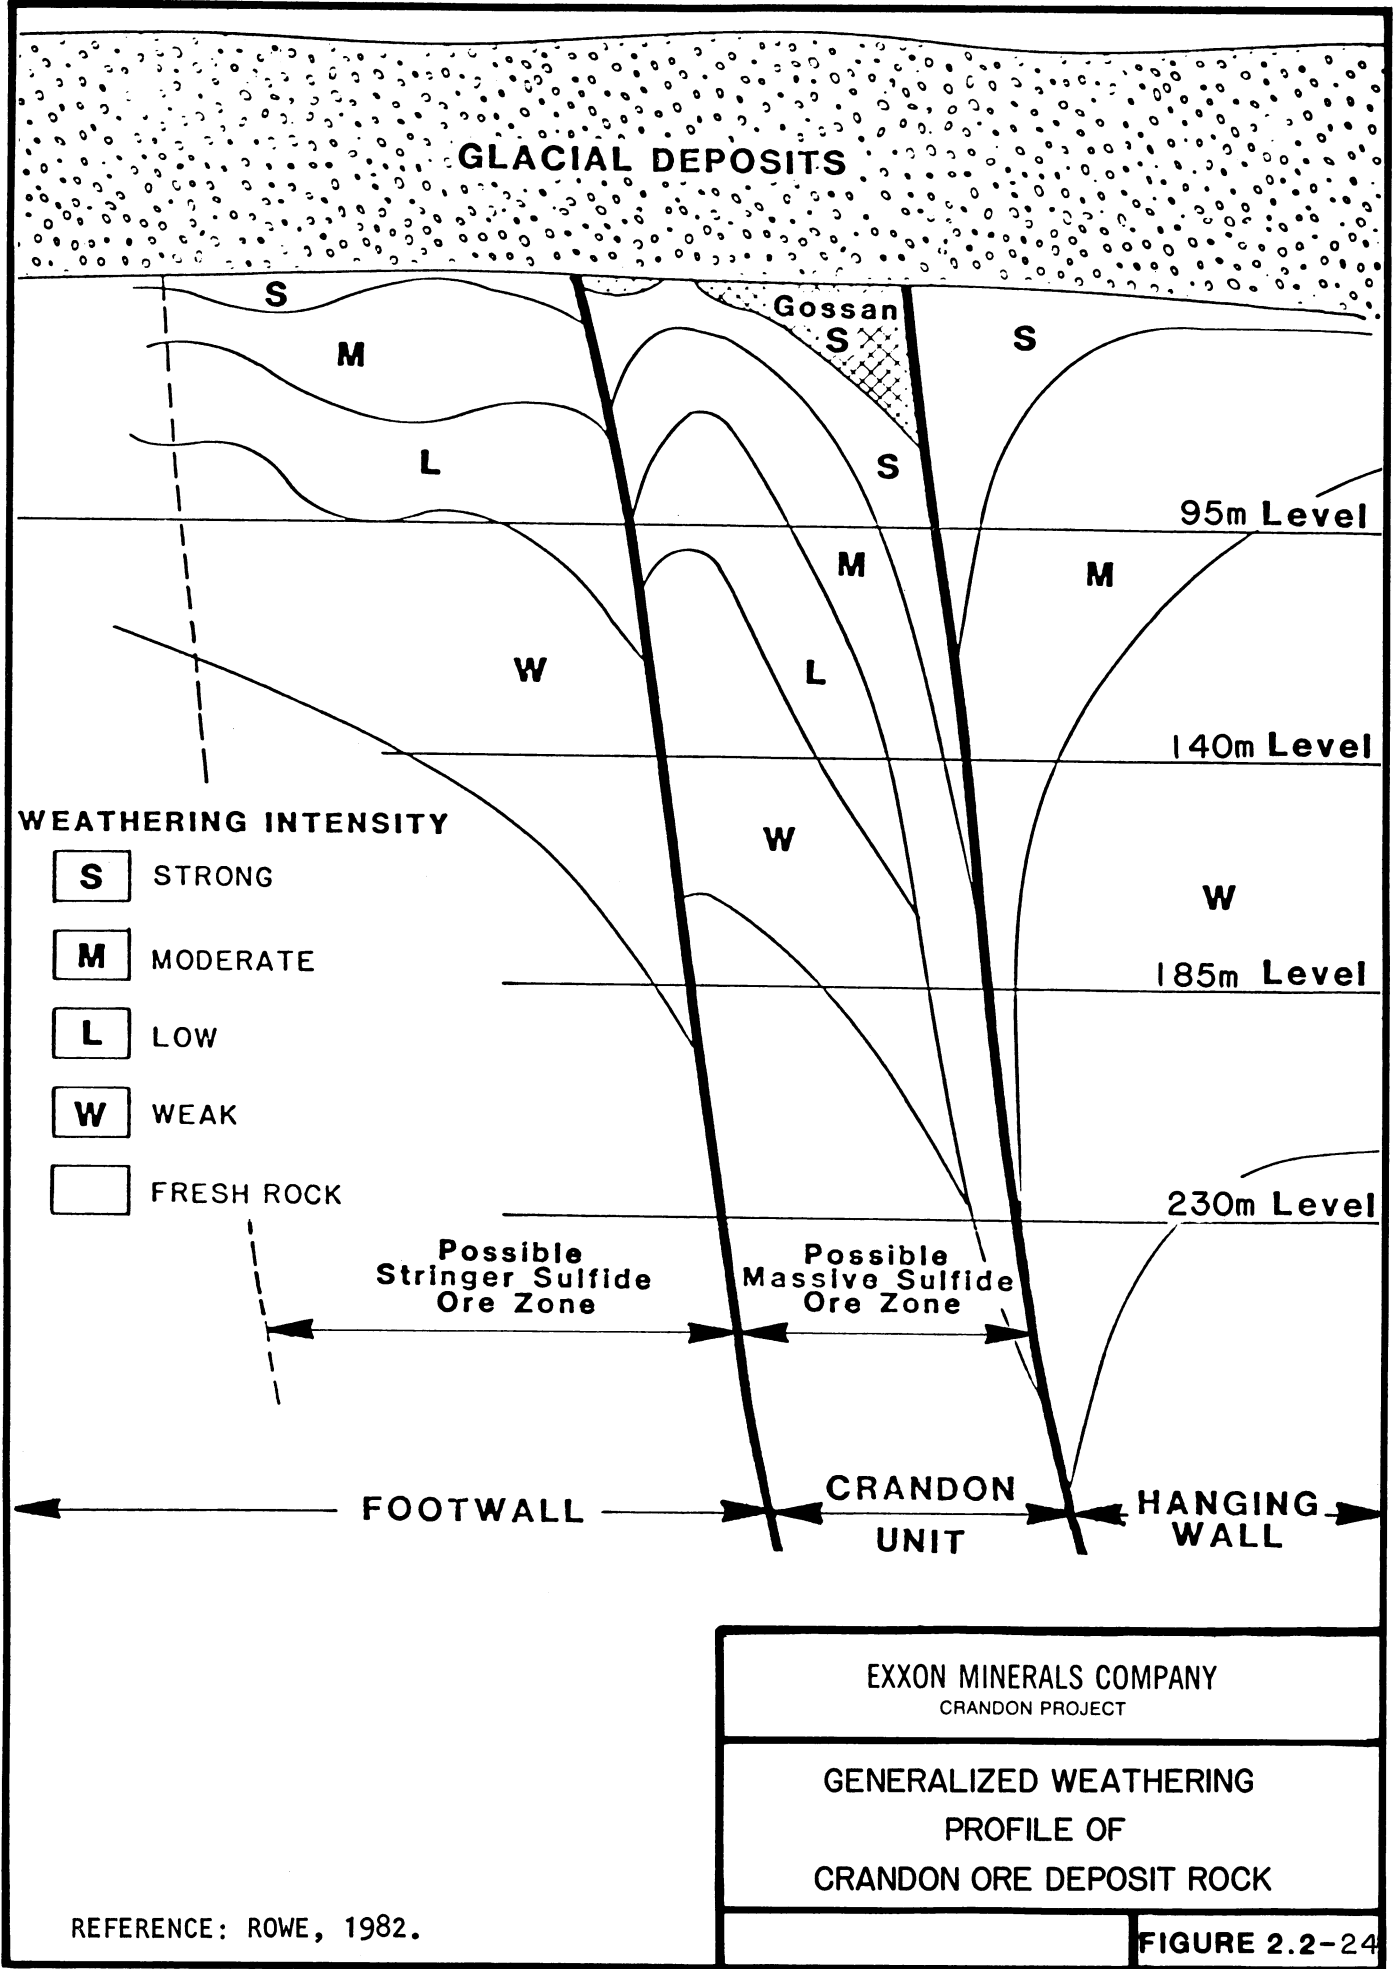 GLACIAL DEPOSITS
S
Gossan
S
S
M
L
S
95m Level
M
M
W
L
140m Level
WEATHERING INTENSITY
W
S STRONG
W
M MODERATE
185m Level
L LOW
W WEAK
FRESH ROCK
230m Level
Possible
Stringer Sulfide
Ore Zone
Possible
Massive Sulfide
Ore Zone
FOOTWALL
CRANDON
UNIT
HANGING
WALL
EXXON MINERALS COMPANY
CRANDON PROJECT
GENERALIZED WEATHERING
PROFILE OF
CRANDON ORE DEPOSIT ROCK
REFERENCE: ROWE, 1982.
FIGURE 2.2-24